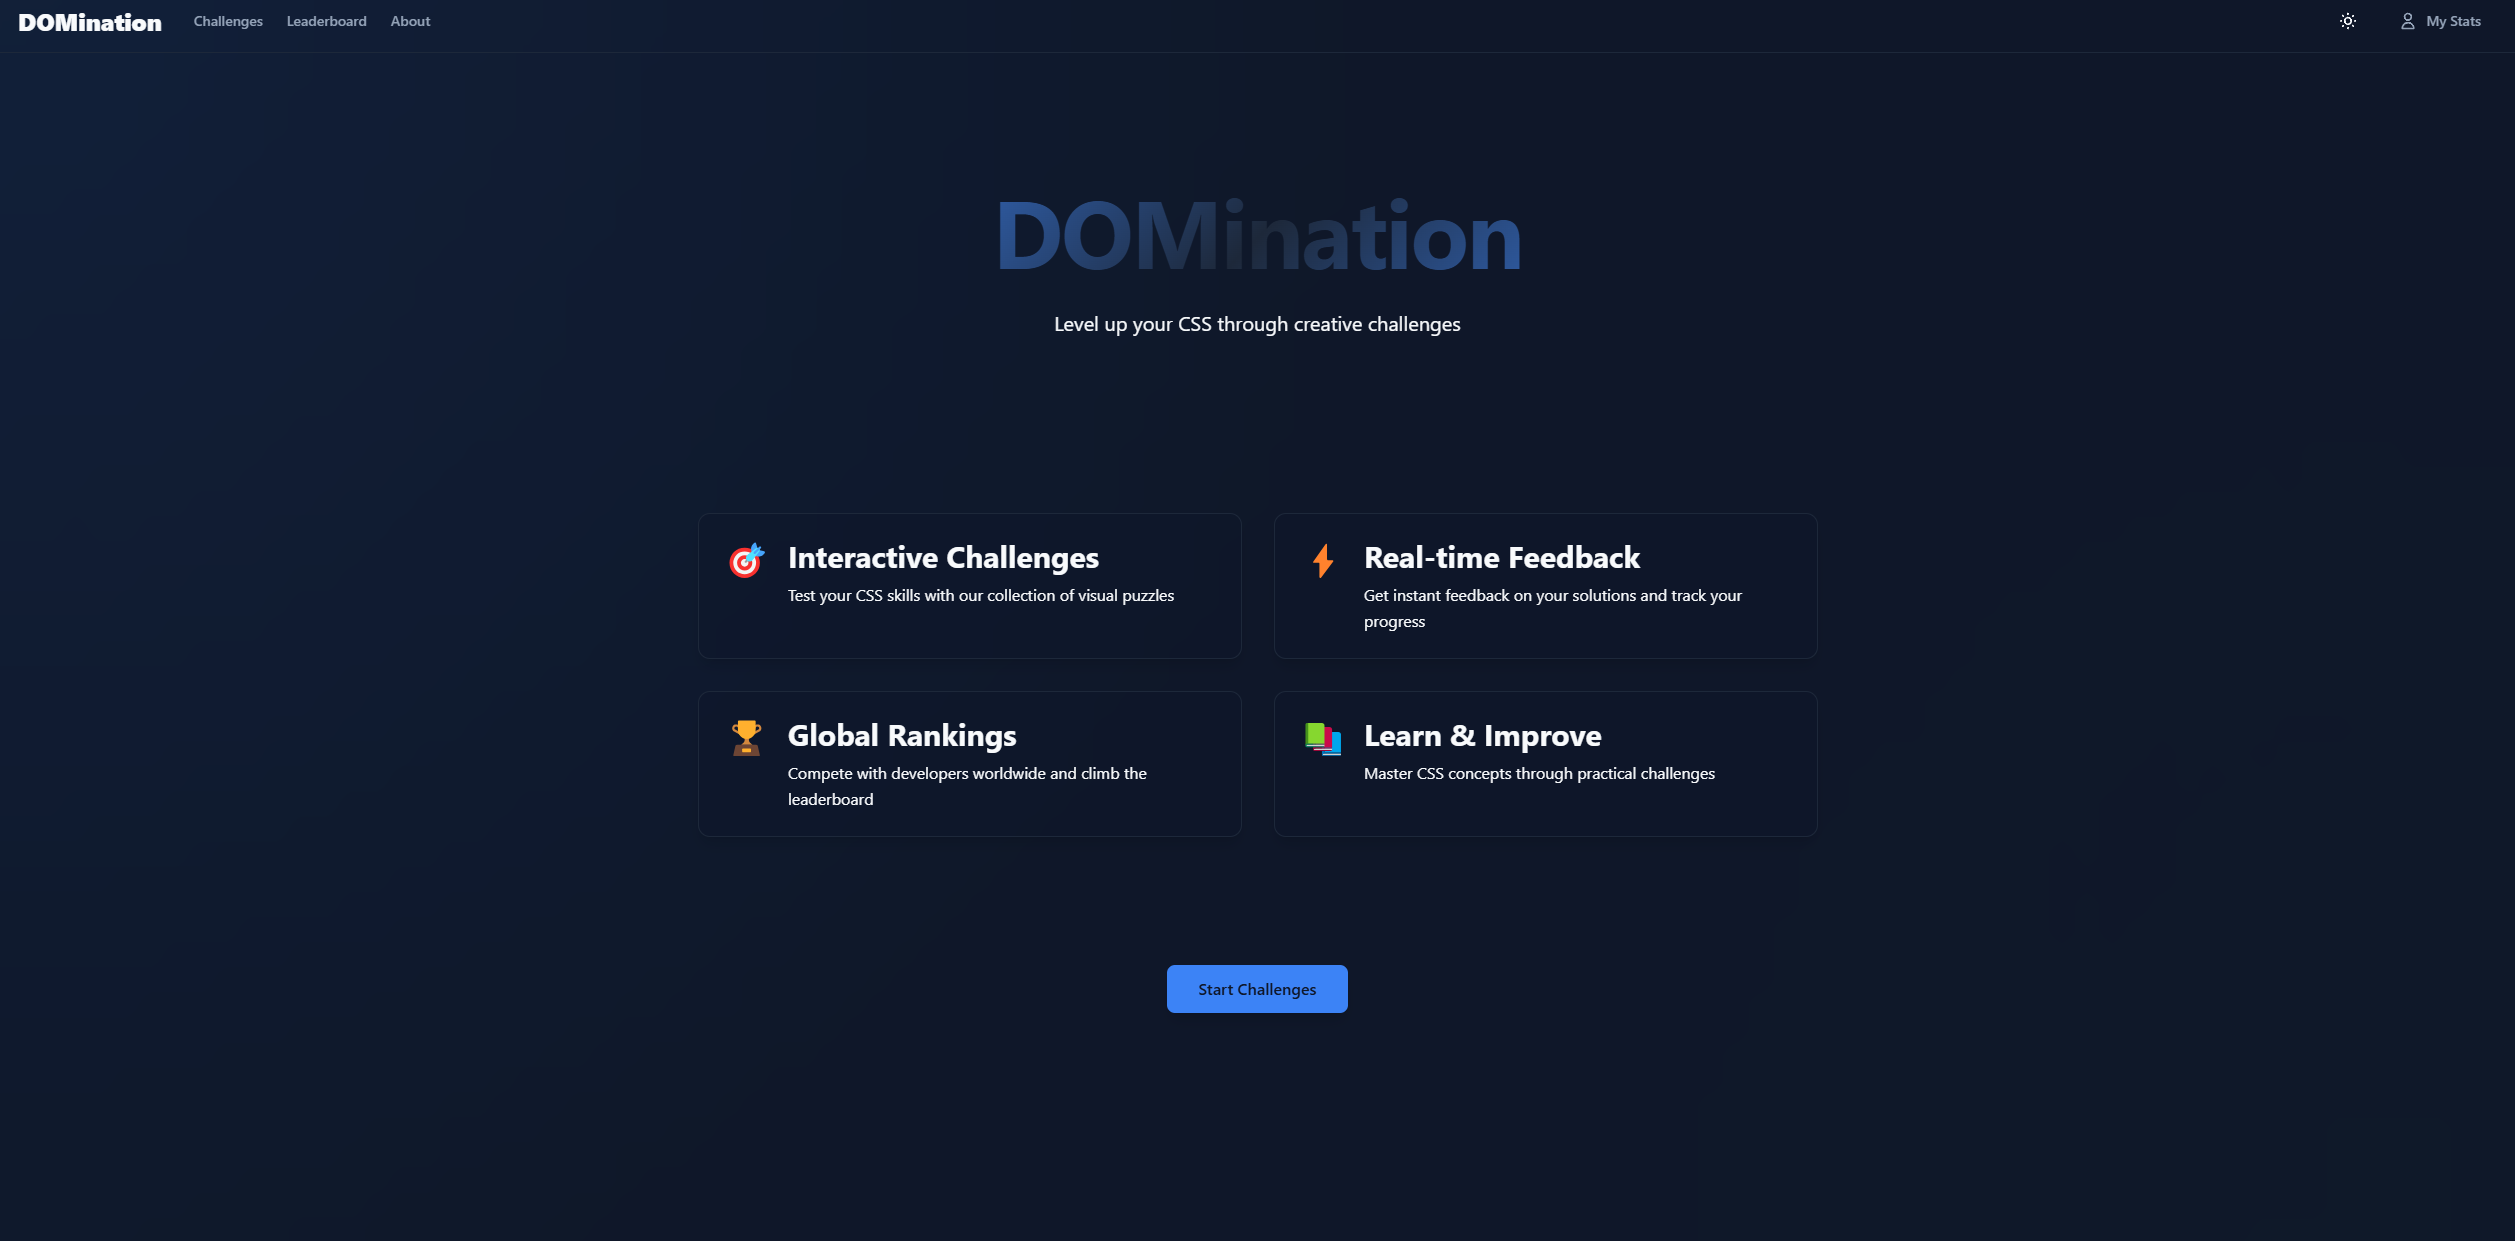 DOMination
Challenges
Leaderboard
About
My Stats
DOMination
Level up your CSS through creative challenges
Interactive Challenges
Test your CSS skills with our collection of visual puzzles
Real-time Feedback
Get instant feedback on your solutions and track your
progress
Global Rankings
Compete with developers worldwide and climb the
leaderboard
Learn & Improve
Master CSS concepts through practical challenges
Start Challenges